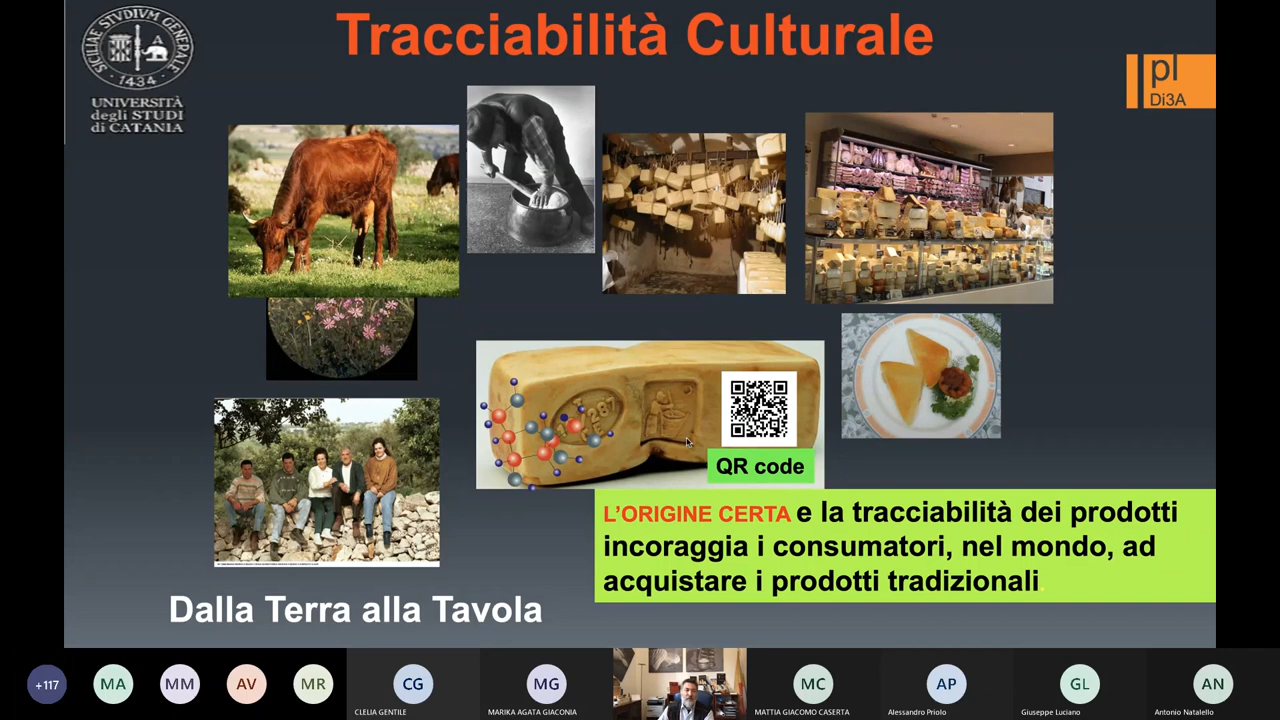 Tracciabilità Culturale
SICILIAE STVDIVM GENERALE
1434
UNIVERSITÀ
degli STUDI
di CATANIA
pl
Di3A
QR code
L'ORIGINE CERTA e la tracciabilità dei prodotti
incoraggia i consumatori, nel mondo, ad
acquistare i prodotti tradizionali.
Dalla Terra alla Tavola
+117
MA
MM
AV
MR
CG
CLELIA GENTILE
MG
MARIKA AGATA GIACONIA
MC
MATTIA GIACOMO CASERTA
AP
Alessandro Priolo
GL
Giuseppe Luciano
AN
Antonio Natalello